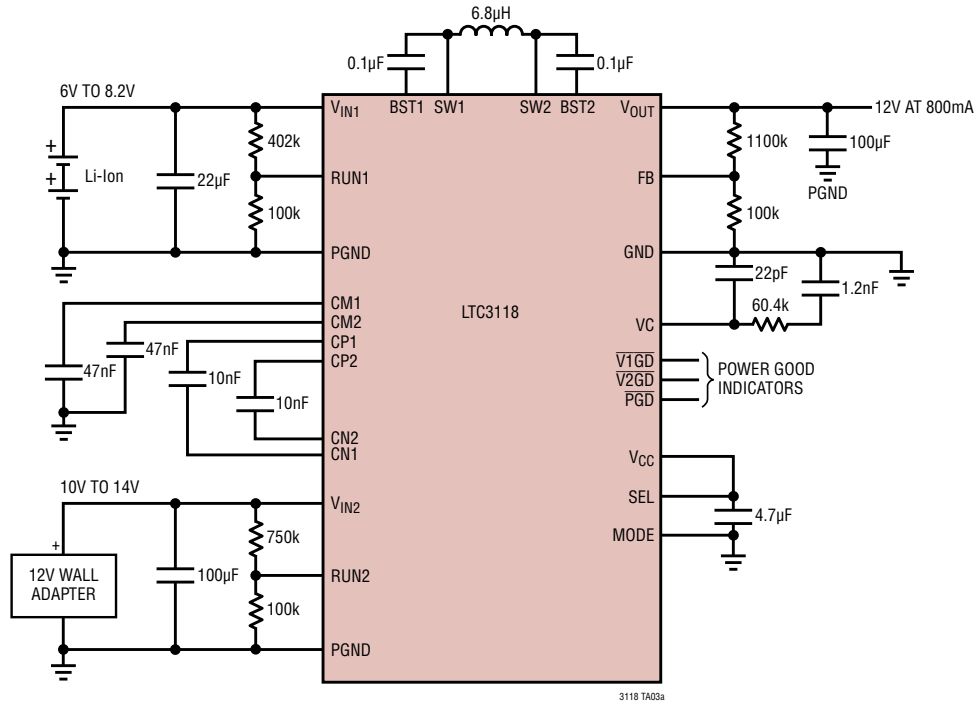 6.8µH
0.1µF
0.1µF
BST1 SW1 SW2 BST2
6V TO 8.2V
VIN1
VOUT
12V AT 800mA
402k
1100k
100µF
+
+
Li-Ion
22µF
RUN1
FB
PGND
100k
100k
PGND
GND
22pF
1.2nF
CM1
LTC3118
60.4k
CM2
VC
47nF
CP1
CP2
47nF
10nF
V1GD
V2GD
PGD
POWER GOOD
INDICATORS
10nF
CN2
CN1
VCC
10V TO 14V
VIN2
SEL
4.7µF
750k
MODE
+
12V WALL
ADAPTER
100µF
RUN2
100k
PGND
3118 TA03a